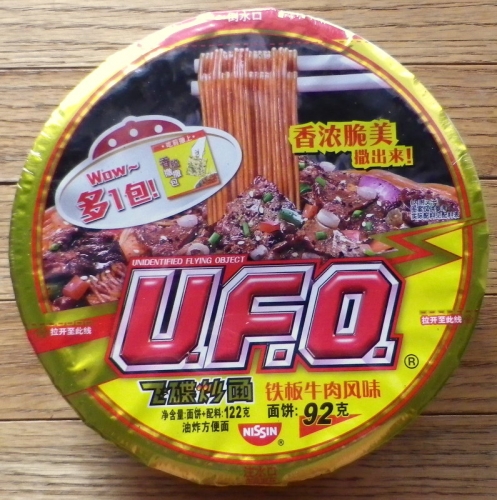 倒水口
香浓脆美
撒出来!
Wow~
多1包!
UNIDENTIFIED FLYING OBJECT
U.F.O.
®
拉开至此线
拉开至此线
飞碟炒面
铁板牛肉风味
净含量:面饼+配料:122克
面饼:92克
油炸方便面
NISSIN
®